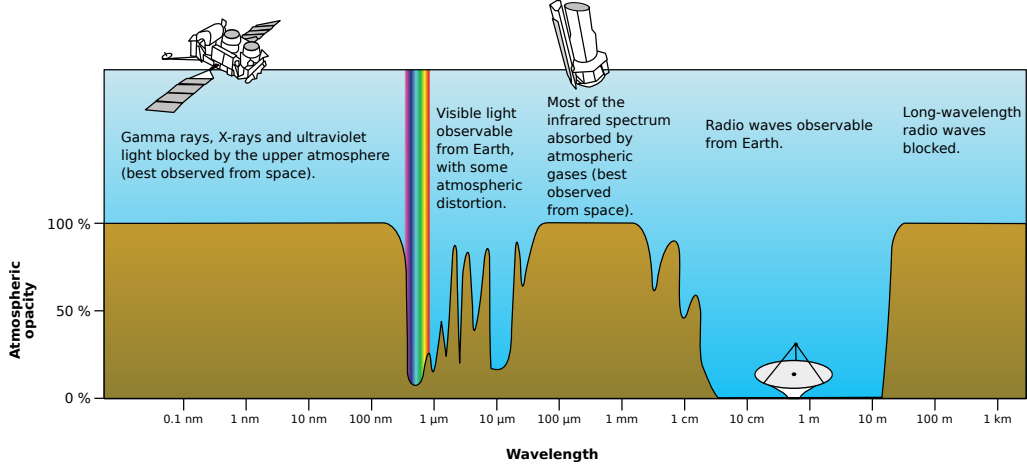 Gamma rays, X-rays and ultraviolet
light blocked by the upper atmosphere
(best observed from space).
Visible light
observable
from Earth,
with some
atmospheric
distortion.
Most of the
infrared spectrum
absorbed by
atmospheric
gases (best
observed
from space).
Radio waves observable
from Earth.
Long-wavelength
radio waves
blocked.
Atmospheric
opacity
100 %
50 %
0 %
0.1 nm
1 nm
10 nm
100 nm
1 μm
10 μm
100 μm
1 mm
1 cm
10 cm
1 m
10 m
100 m
1 km
Wavelength